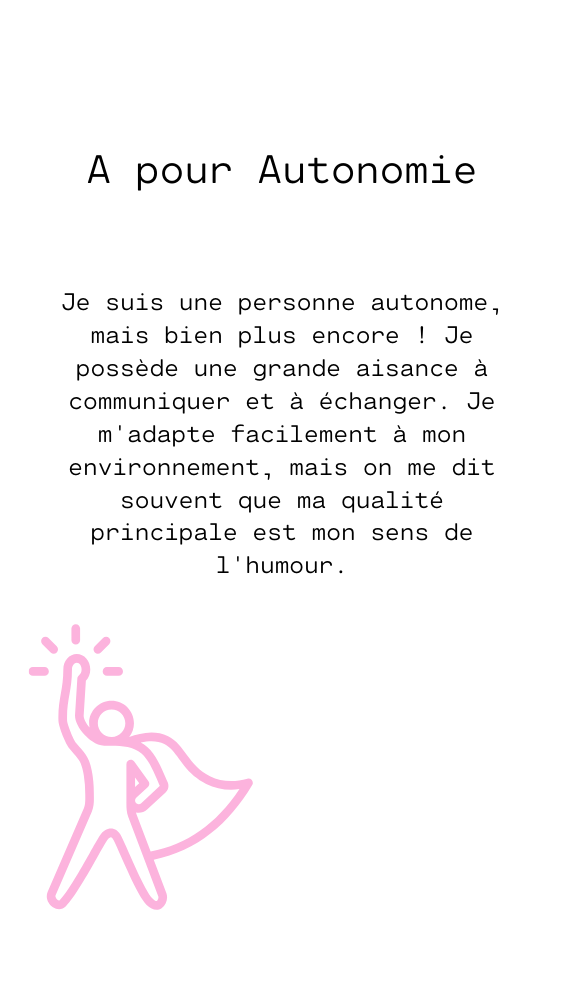 A pour Autonomie
Je suis une personne autonome,
mais bien plus encore ! Je
possède une grande aisance à
communiquer et à échanger. Je
m'adapte facilement à mon
environnement, mais on me dit
souvent que ma qualité
principale est mon sens de
l'humour.